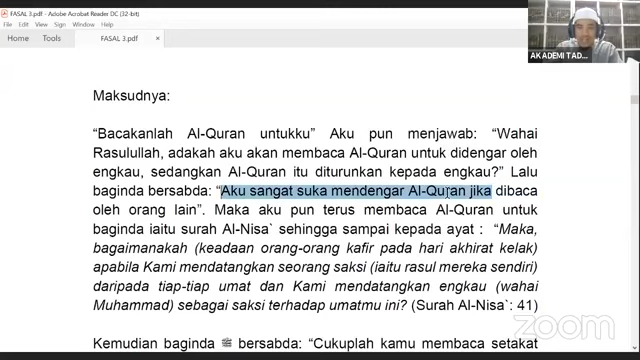 FASAL 3.pdf - Adobe Acrobat Reader DC (32-bit)
File Edit View Sign Window Help
Home Tools FASAL 3.pdf ×
AKADEMI TAD...
Maksudnya:
“Bacakanlah Al-Quran untukku” Aku pun menjawab: “Wahai
Rasulullah, adakah aku akan membaca Al-Quran untuk didengar oleh
engkau, sedangkan Al-Quran itu diturunkan kepada engkau?” Lalu
baginda bersabda: “Aku sangat suka mendengar Al-Quran jika dibaca
oleh orang lain”. Maka aku pun terus membaca Al-Quran untuk
baginda iaitu surah Al-Nisa` sehingga sampai kepada ayat : “Maka,
bagaimanakah (keadaan orang-orang kafir pada hari akhirat kelak)
apabila Kami mendatangkan seorang saksi (iaitu rasul mereka sendiri)
daripada tiap-tiap umat dan Kami mendatangkan engkau (wahai
Muhammad) sebagai saksi terhadap umatmu ini? (Surah Al-Nisa`: 41)
Kemudian baginda ﷺ bersabda: “Cukuplah kamu membaca setakat
zoom